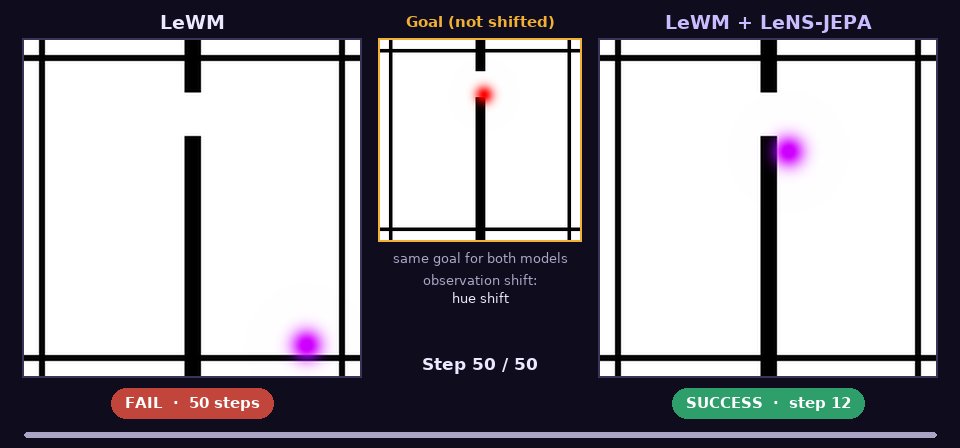 LeWM
Goal (not shifted)
LeWM + LeNS-JEPA
same goal for both models
observation shift:
hue shift
Step 50 / 50
FAIL · 50 steps
SUCCESS · step 12